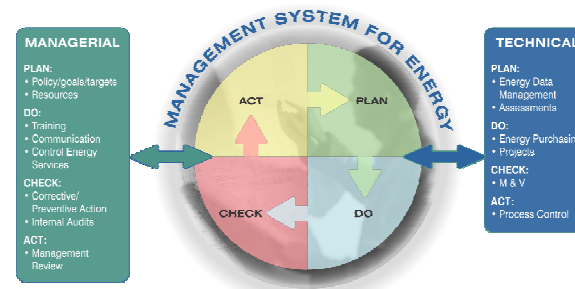 MANAGEMENT SYSTEM FOR ENERGY
MANAGERIAL
PLAN:
• Policy/goals/targets
• Resources
DO:
• Training
• Communication
• Control Energy
Services
CHECK:
• Corrective/
Preventive Action
• Internal Audits
ACT:
• Management
Review
ACT
PLAN
CHECK
DO
TECHNICAL
PLAN:
• Energy Data
Management
• Assessments
DO:
• Energy Purchasin
• Projects
CHECK:
• M & V
ACT:
• Process Control